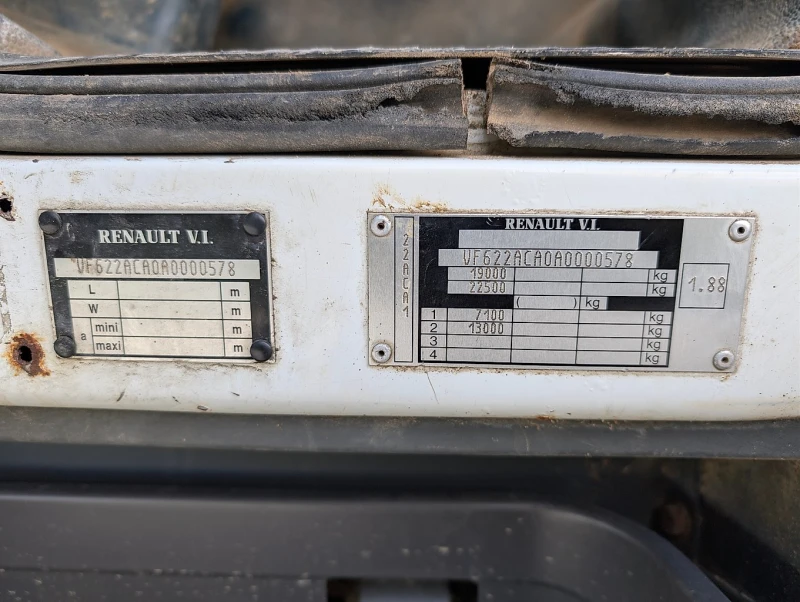 RENAULT V.I.
VF622ACA0A0000578
L m
W m
a mini m
maxi m
RENAULT V.I.
22ACA1
VF622ACA0A0000578
19000 kg
22500 kg
( ) kg
1 7100 kg
2 13000 kg
3 kg
4 kg
1.88